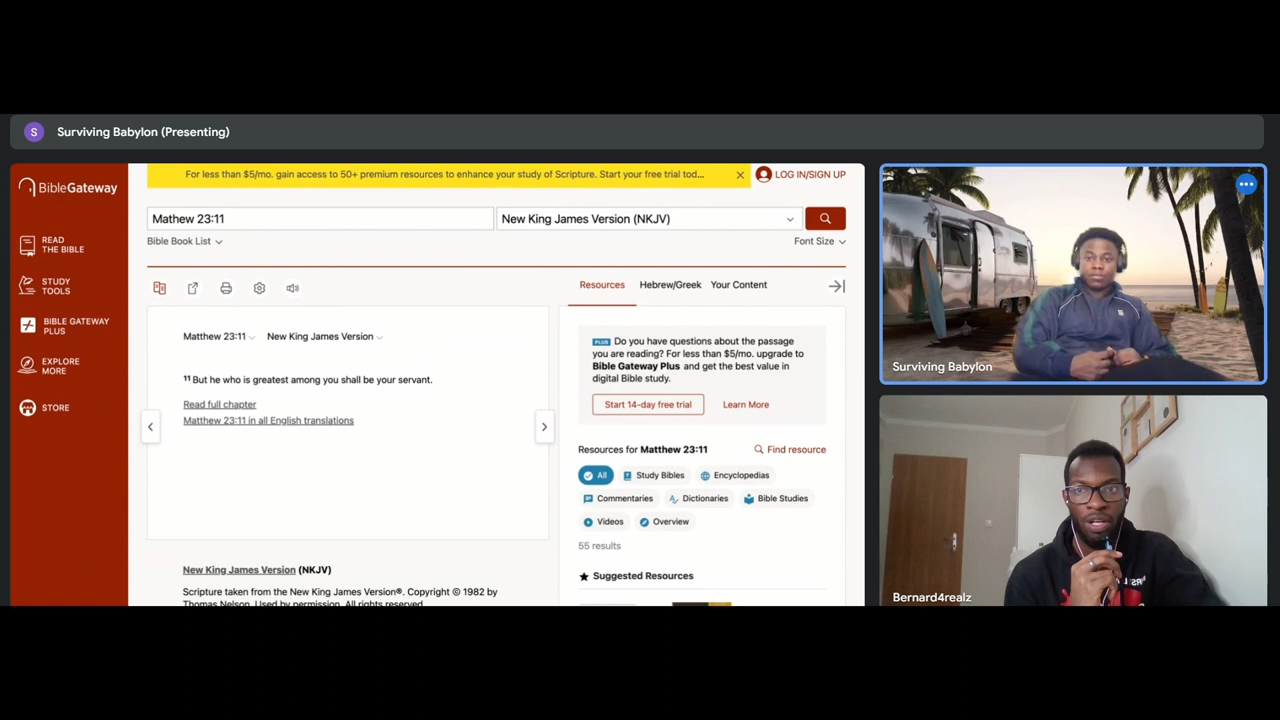 S Surviving Babylon (Presenting)
BibleGateway
READ
THE BIBLE
STUDY
TOOLS
BIBLE GATEWAY
PLUS
EXPLORE
MORE
STORE
For less than $5/mo. gain access to 50+ premium resources to enhance your study of Scripture. Start your free trial tod...
LOG IN/SIGN UP
Mathew 23:11
New King James Version (NKJV)
Bible Book List
Font Size
Resources Hebrew/Greek Your Content
Matthew 23:11 New King James Version
11 But he who is greatest among you shall be your servant.
Read full chapter
Matthew 23:11 in all English translations
New King James Version (NKJV)
Scripture taken from the New King James Version®. Copyright © 1982 by
Thomas Nelson. Used by permission. All rights reserved
PLUS Do you have questions about the passage
you are reading? For less than $5/mo. upgrade to
Bible Gateway Plus and get the best value in
digital Bible study.
Start 14-day free trial Learn More
Resources for Matthew 23:11 Find resource
All Study Bibles Encyclopedias
Commentaries Dictionaries Bible Studies
Videos Overview
55 results
Suggested Resources
Surviving Babylon
Bernard4realz